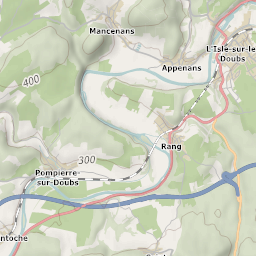 Mancenans
L'Isle-sur-le
Doubs
Appenans
400
Rang
300
Pompierre
-sur-Doubs
ntoche